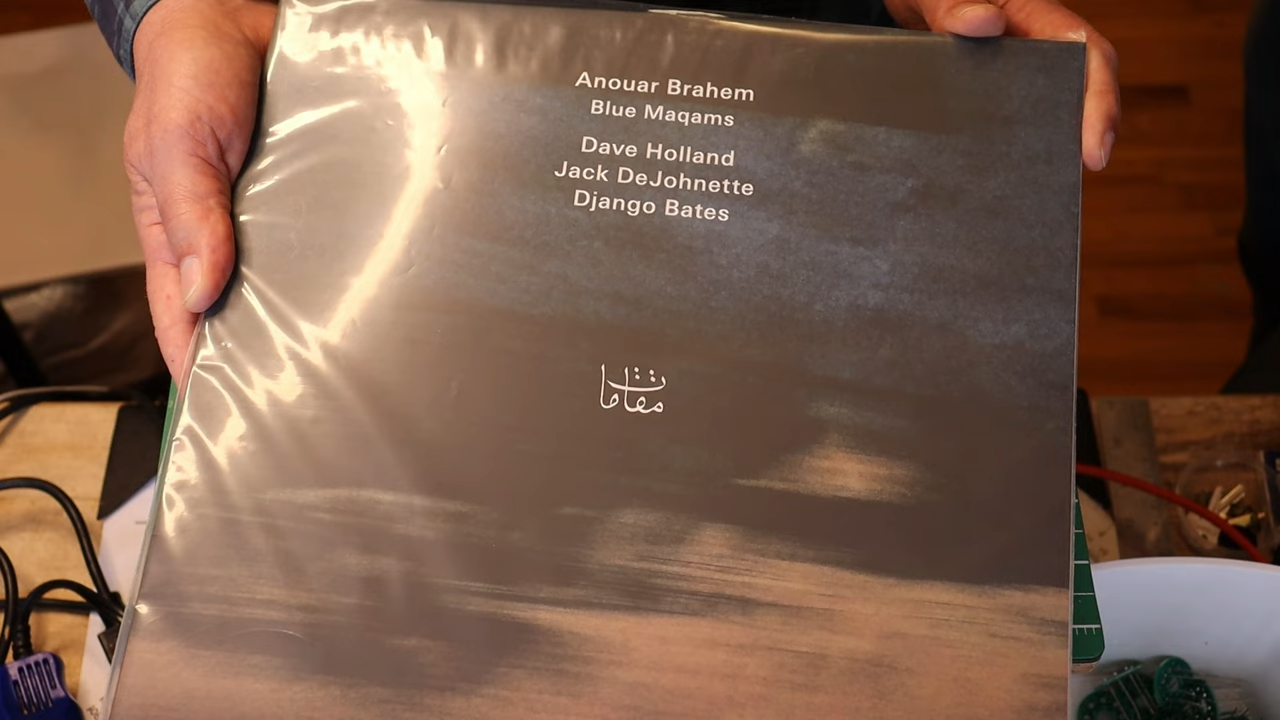 Anouar Brahem
Blue Maqams
Dave Holland
Jack DeJohnette
Django Bates
مقامات